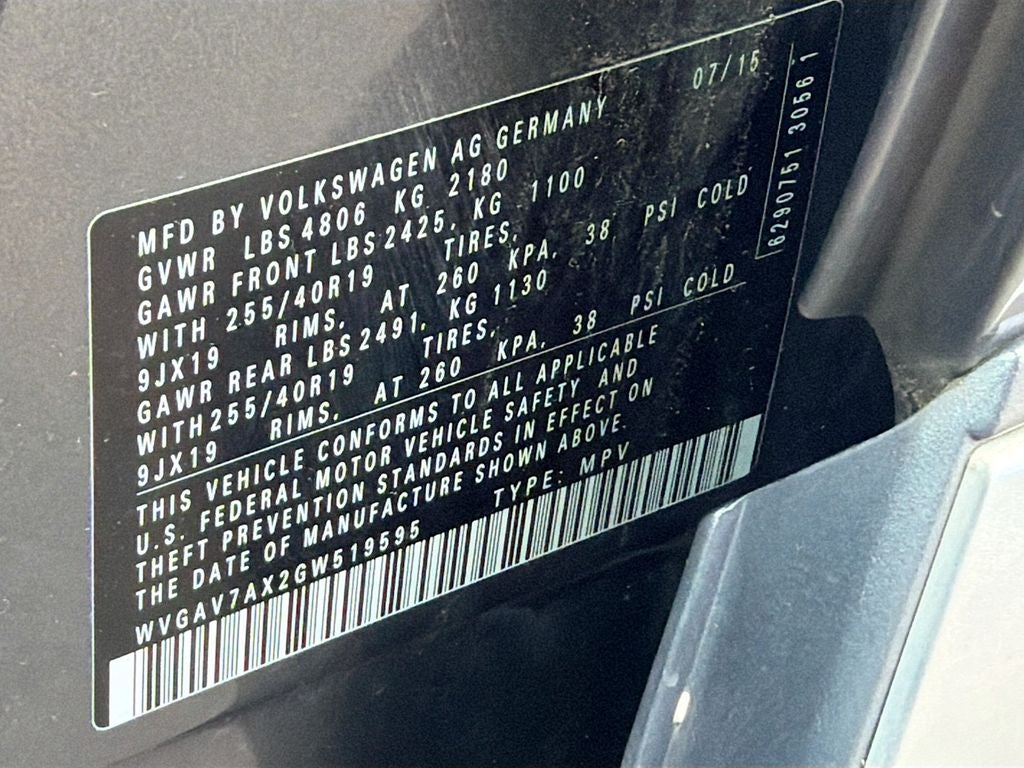 07/15
MFD BY VOLKSWAGEN AG GERMANY
GVWR LBS 4806 KG 2180
GAWR FRONT LBS 2425, KG 1100
WITH 255/40R19 TIRES,
9JX19 RIMS, AT 260 KPA, 38 PSI COLD
GAWR REAR LBS 2491, KG 1130
WITH 255/40R19 TIRES,
9JX19 RIMS, AT 260 KPA, 38 PSI COLD
THIS VEHICLE CONFORMS TO ALL APPLICABLE
U.S. FEDERAL MOTOR VEHICLE SAFETY AND
THEFT PREVENTION STANDARDS IN EFFECT ON
THE DATE OF MANUFACTURE SHOWN ABOVE.
WVGAV7AX2GW519595 TYPE: MPV
6290751 30561